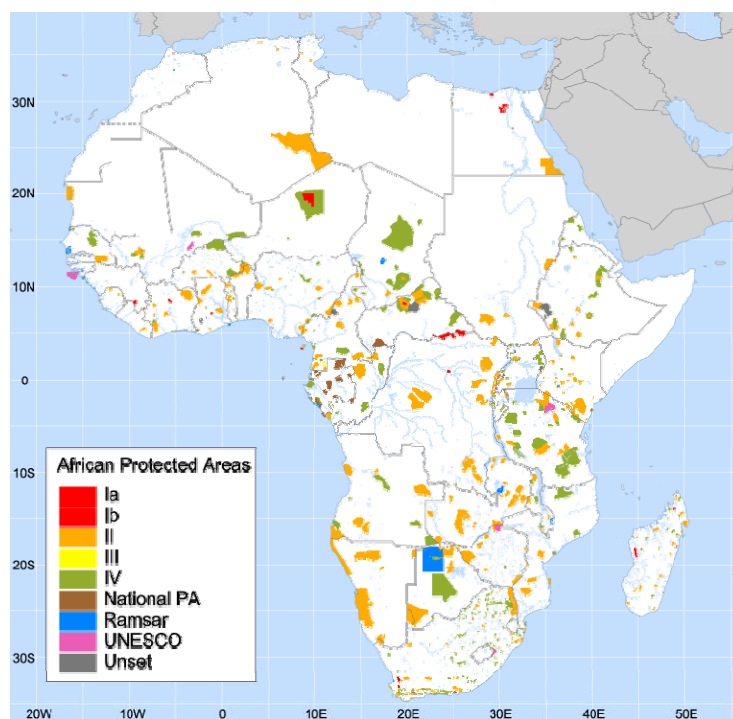 30N
20N
10N
0
10S
20S
30S
African Protected Areas
Ia
Ib
II
III
IV
National PA
Ramsar
UNESCO
Unset
20W 10W 0 10E 20E 30E 40E 50E